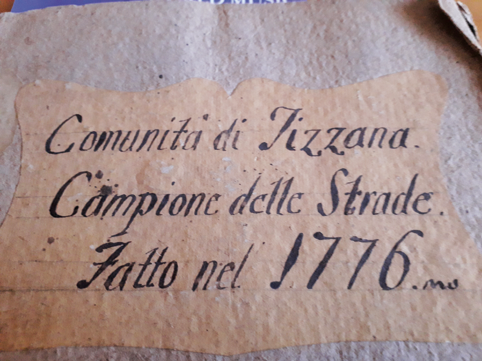 Comunità di Tizzana.
Campione delle Strade.
Fatto nel 1776.mo